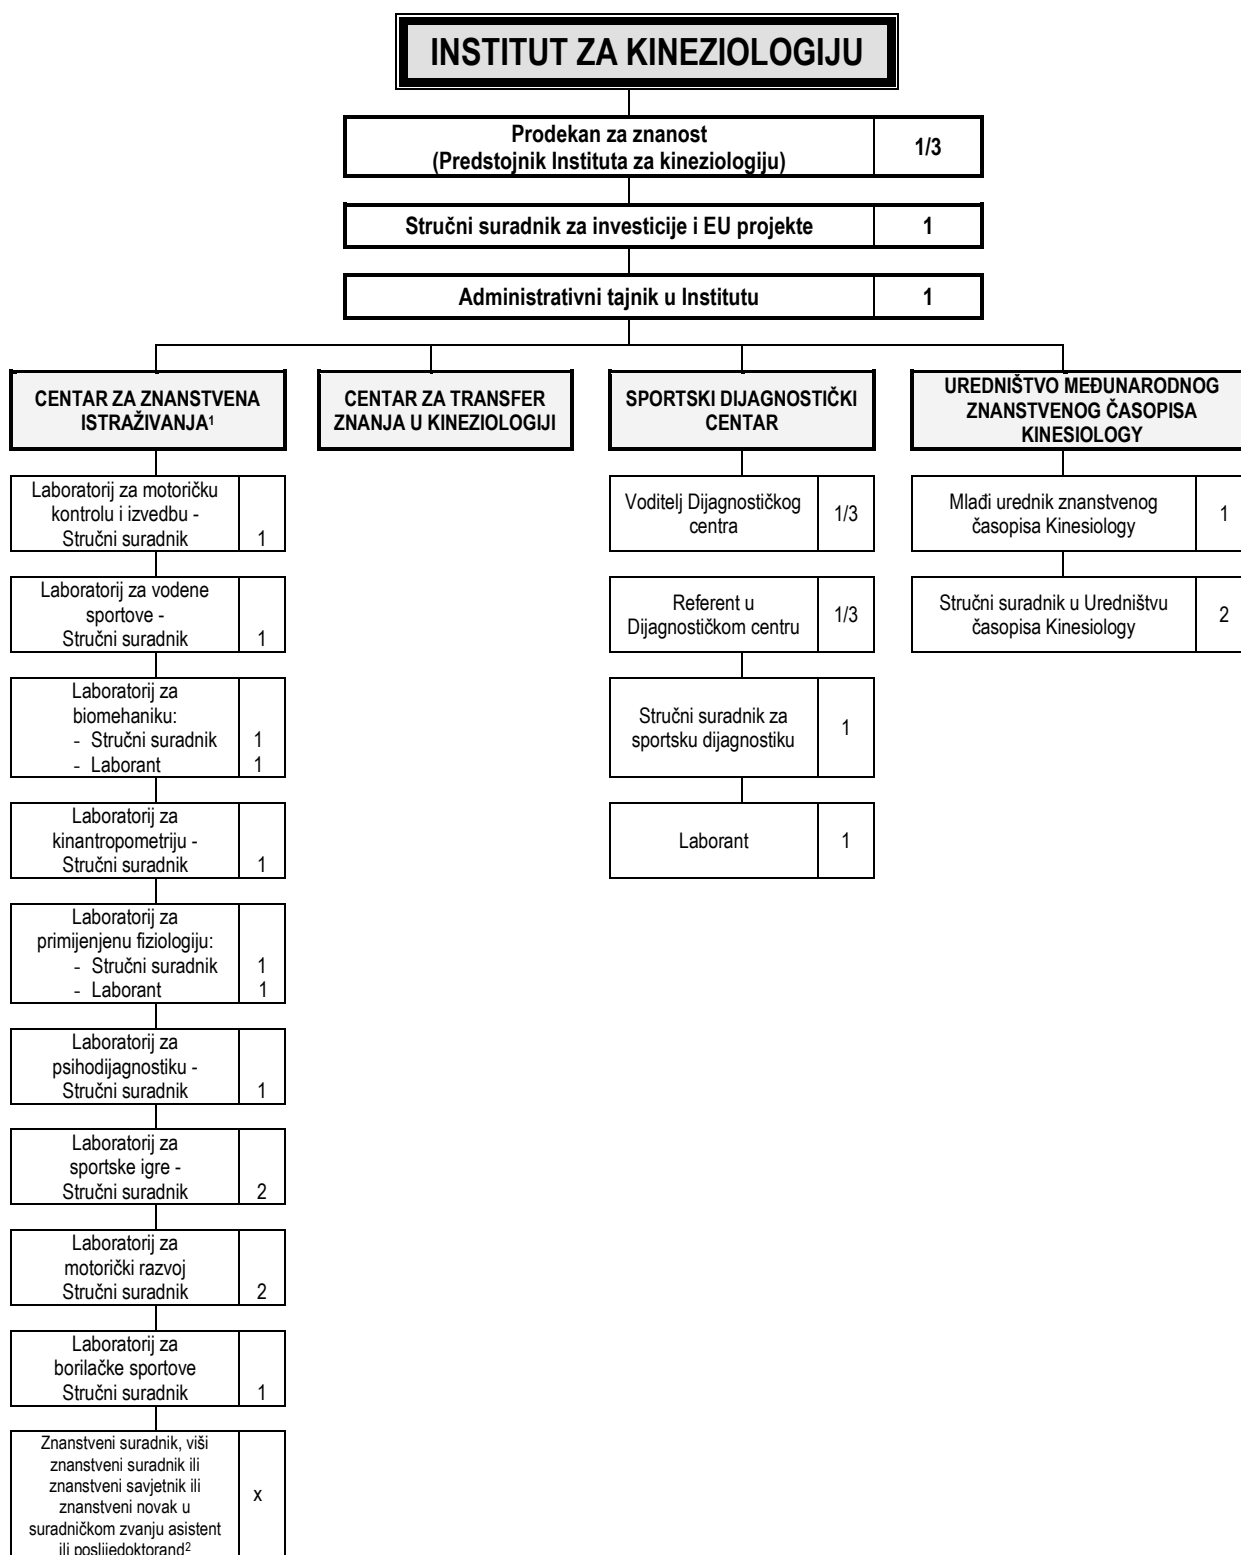 INSTITUT ZA KINEZIOLOGIJU
Prodekan za znanost
(Predstojnik Instituta za kineziologiju)
1/3
Stručni suradnik za investicije i EU projekte
1
Administrativni tajnik u Institutu
1
CENTAR ZA ZNANSTVENA
ISTRAŽIVANJA¹
Laboratorij za motoričku
kontrolu i izvedbu -
Stručni suradnik 1
Laboratorij za vodene
sportove -
Stručni suradnik 1
Laboratorij za
biomehaniku:
- Stručni suradnik 1
- Laborant 1
Laboratorij za
kinantropometriju -
Stručni suradnik 1
Laboratorij za
primijenjenu fiziologiju:
- Stručni suradnik 1
- Laborant 1
Laboratorij za
psihodijagnostiku -
Stručni suradnik 1
Laboratorij za
sportske igre -
Stručni suradnik 2
Laboratorij za
motorički razvoj
Stručni suradnik 2
Laboratorij za
borilačke sportove
Stručni suradnik 1
Znanstveni suradnik, viši
znanstveni suradnik ili
znanstveni savjetnik ili
znanstveni novak u
suradničkom zvanju asistent
ili poslijedoktorand²
x
CENTAR ZA TRANSFER
ZNANJA U KINEZIOLOGIJI
SPORTSKI DIJAGNOSTIČKI
CENTAR
Voditelj Dijagnostičkog
centra
1/3
Referent u
Dijagnostičkom centru
1/3
Stručni suradnik za
sportsku dijagnostiku
1
Laborant 1
UREDNIŠTVO MEĐUNARODNOG
ZNANSTVENOG ČASOPISA
KINESIOLOGY
Mlađi urednik znanstvenog
časopisa Kinesiology
1
Stručni suradnik u Uredništvu
časopisa Kinesiology
2